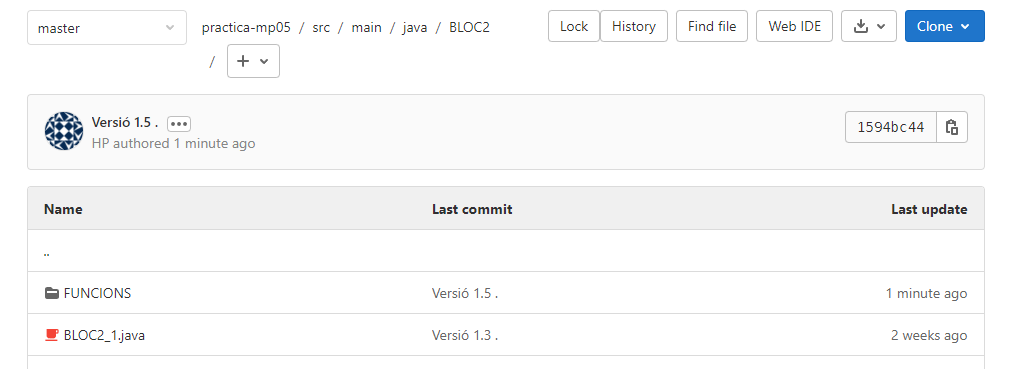 master practica-mp05 / src / main / java / BLOC2 Lock History Find file Web IDE Clone
/ +
Versió 1.5 . •••
HP authored 1 minute ago
1594bc44
Name Last commit Last update
..
FUNCIONS Versió 1.5 . 1 minute ago
BLOC2_1.java Versió 1.3 . 2 weeks ago